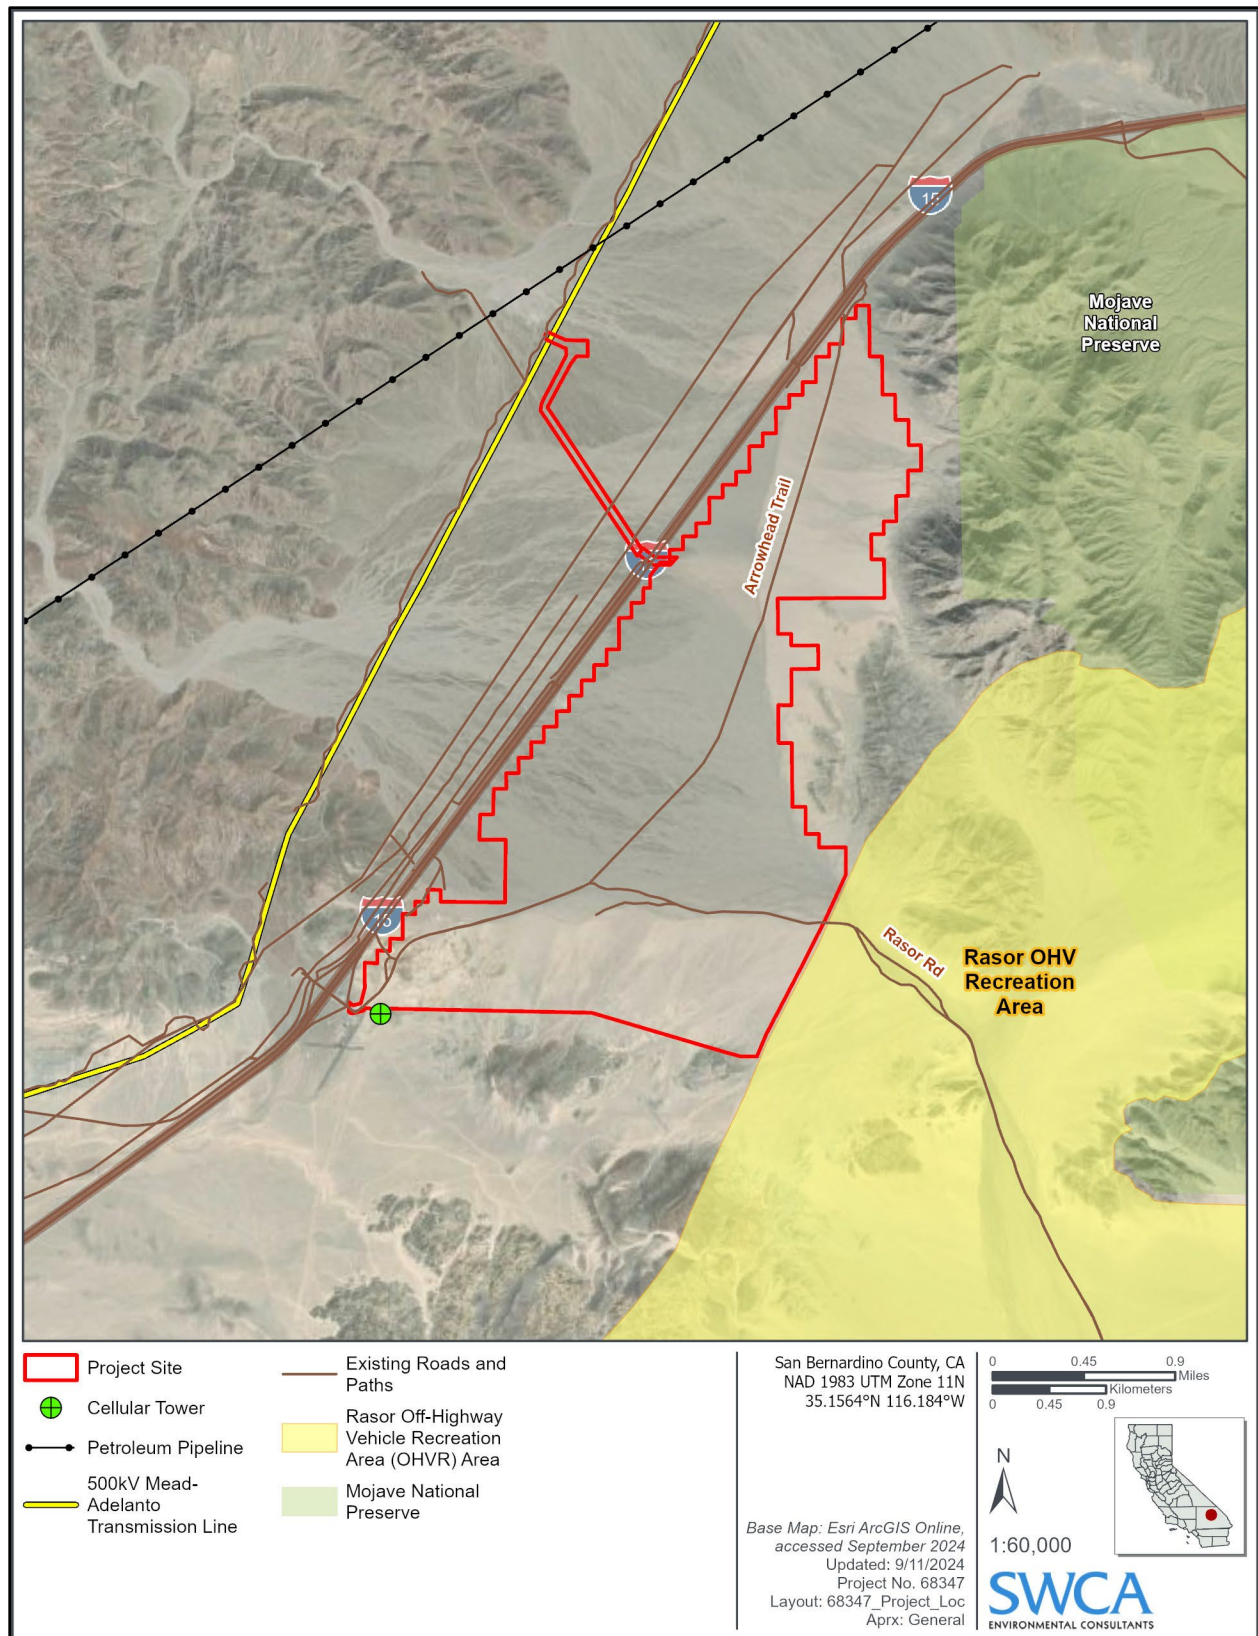 15
Mojave
National
Preserve
Arrowhead Trail
15
Rasor Rd
Rasor OHV
Recreation
Area
Project Site
Cellular Tower
Petroleum Pipeline
500kV Mead-
Adelanto
Transmission Line
Existing Roads and
Paths
Rasor Off-Highway
Vehicle Recreation
Area (OHVR) Area
Mojave National
Preserve
San Bernardino County, CA
NAD 1983 UTM Zone 11N
35.1564°N 116.184°W
Base Map: Esri ArcGIS Online,
accessed September 2024
Updated: 9/11/2024
Project No. 68347
Layout: 68347_Project_Loc
Aprx: General
0 0.45 0.9
Miles
Kilometers
0 0.45 0.9
N
1:60,000
SWCA
ENVIRONMENTAL CONSULTANTS